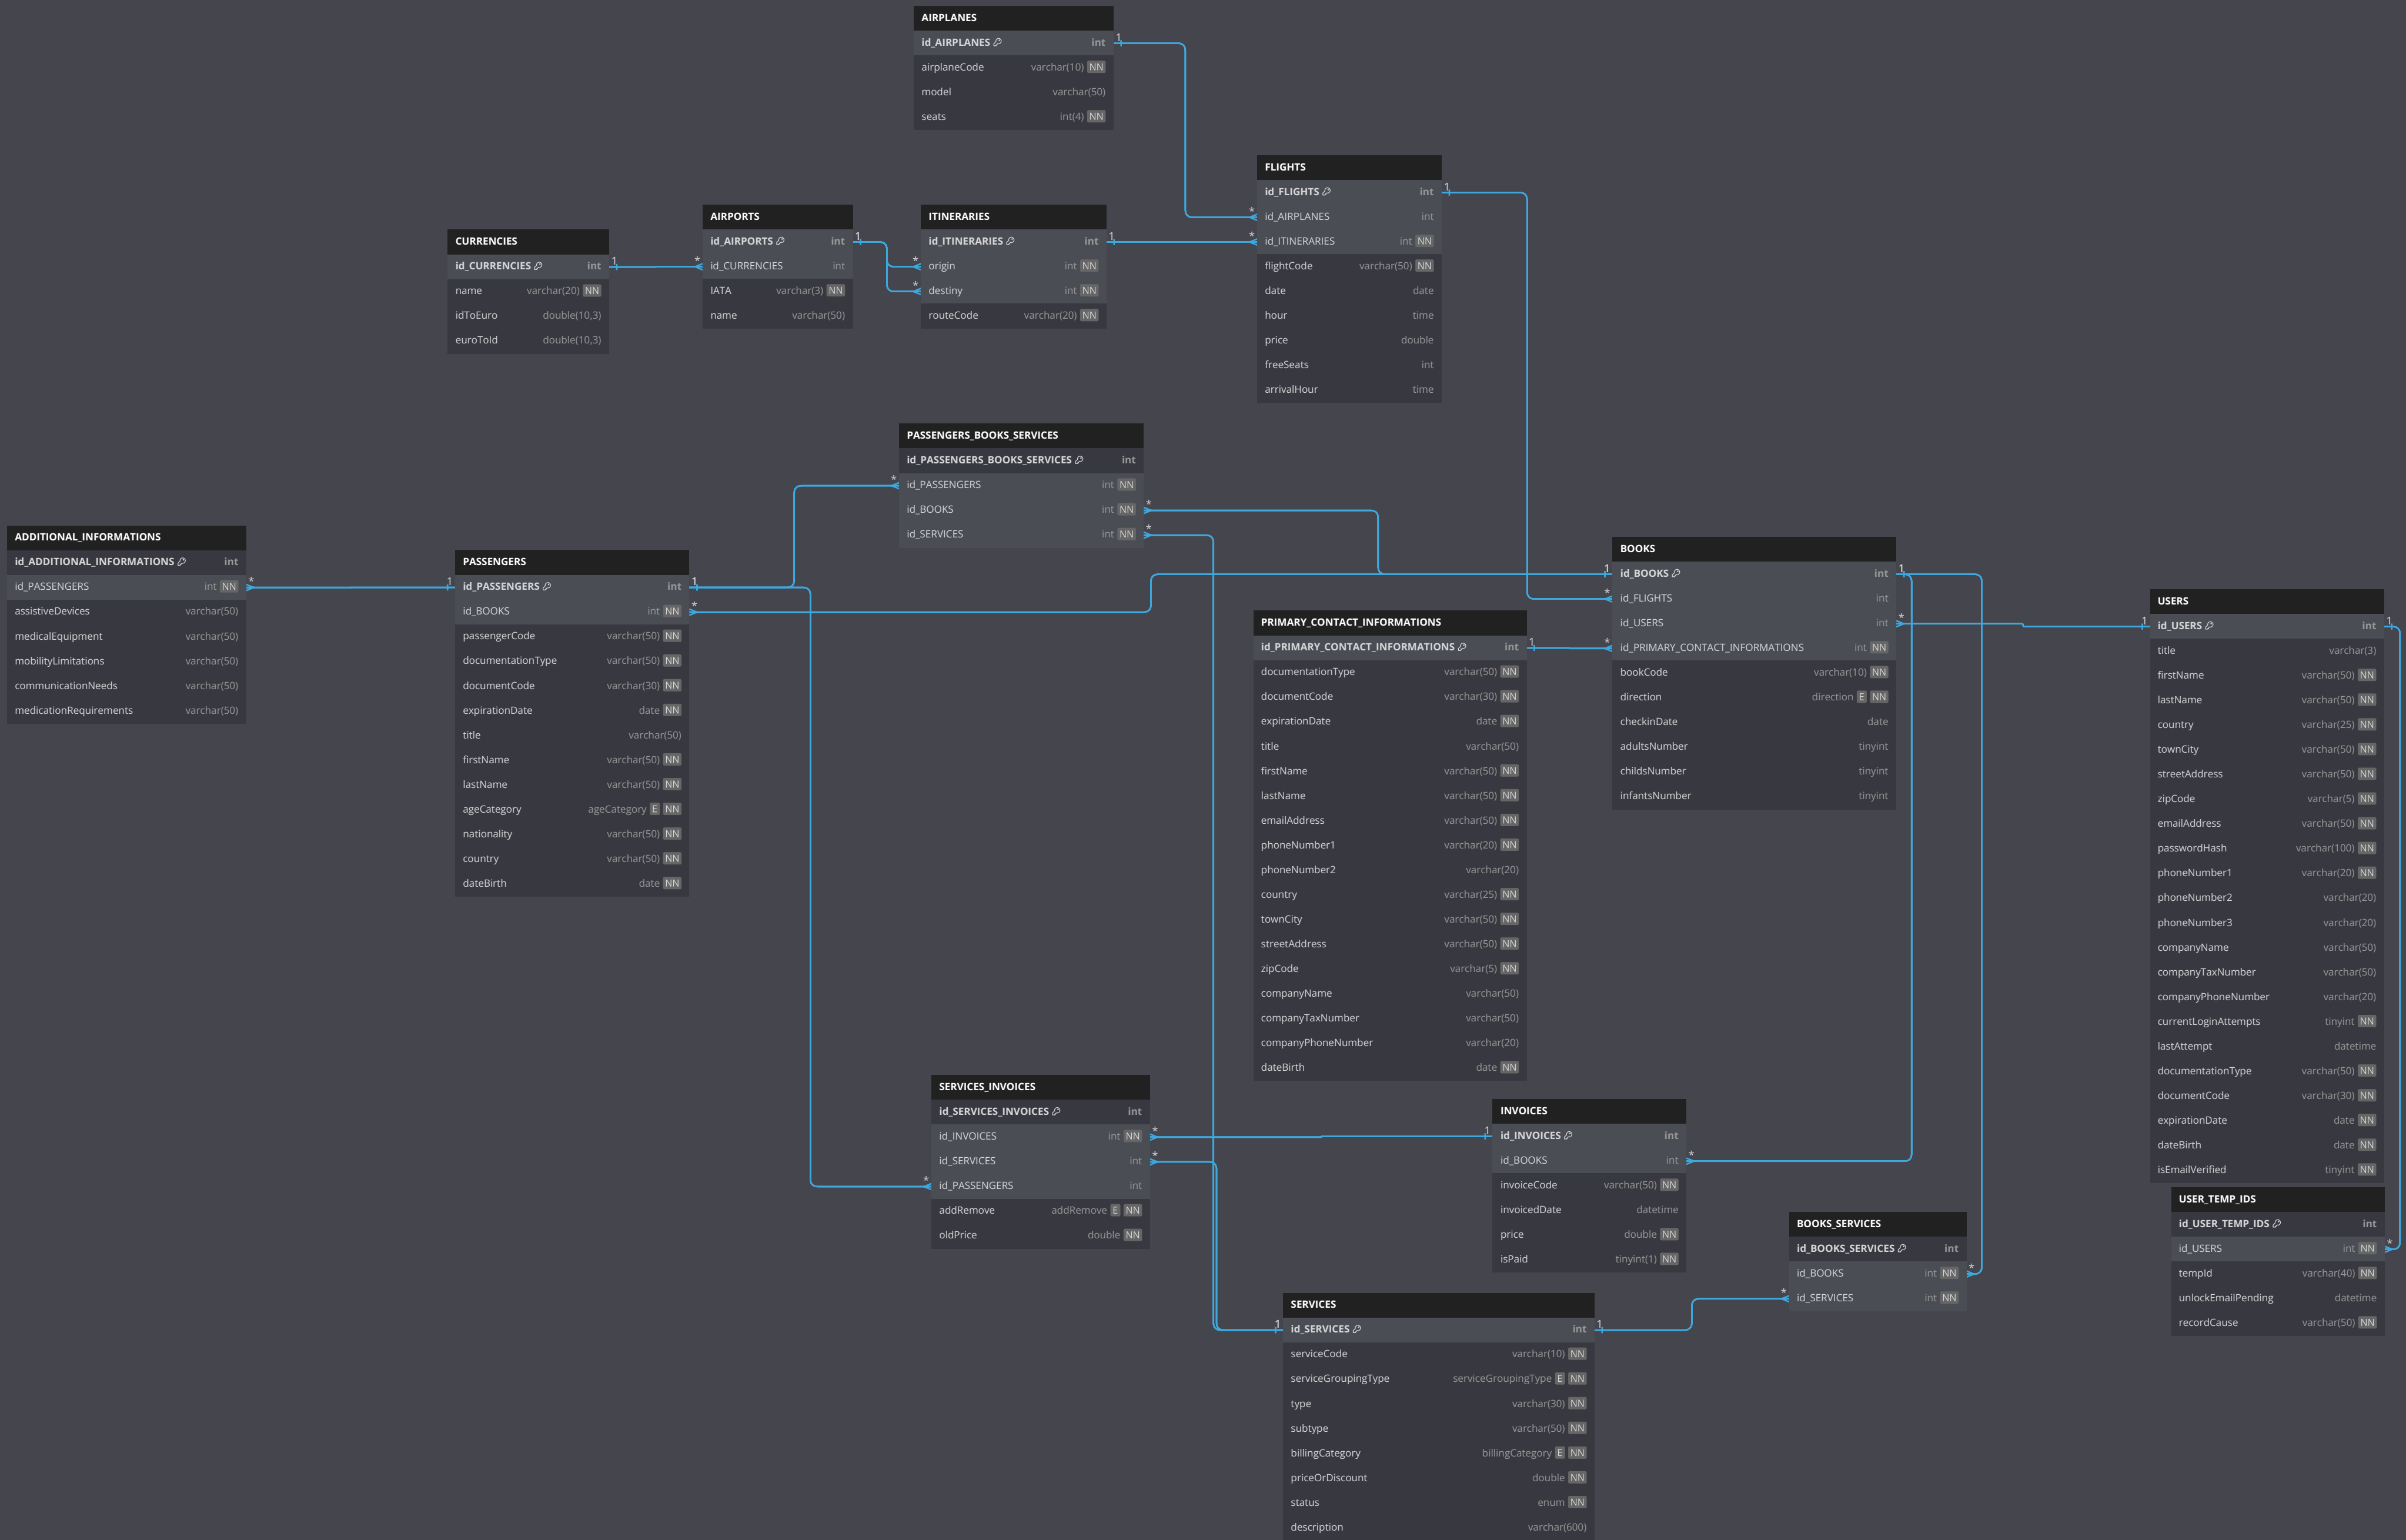 AIRPLANES
id_AIRPLANES int
airplaneCode varchar(10) NN
model varchar(50)
seats int(4) NN
FLIGHTS
id_FLIGHTS int
id_AIRPLANES int
id_ITINERARIES int NN
flightCode varchar(50) NN
date date
hour time
price double
freeSeats int
arrivalHour time
CURRENCIES
id_CURRENCIES int
name varchar(20) NN
idToEuro double(10,3)
euroToId double(10,3)
AIRPORTS
id_AIRPORTS int
id_CURRENCIES int
IATA varchar(3) NN
name varchar(50)
ITINERARIES
id_ITINERARIES int
origin int NN
destiny int NN
routeCode varchar(20) NN
PASSENGERS_BOOKS_SERVICES
id_PASSENGERS_BOOKS_SERVICES int
id_PASSENGERS int NN
id_BOOKS int NN
id_SERVICES int NN
ADDITIONAL_INFORMATIONS
id_ADDITIONAL_INFORMATIONS int
id_PASSENGERS int NN
assistiveDevices varchar(50)
medicalEquipment varchar(50)
mobilityLimitations varchar(50)
communicationNeeds varchar(50)
medicationRequirements varchar(50)
PASSENGERS
id_PASSENGERS int
id_BOOKS int NN
passengerCode varchar(50) NN
documentationType varchar(50) NN
documentCode varchar(30) NN
expirationDate date NN
title varchar(50)
firstName varchar(50) NN
lastName varchar(50) NN
ageCategory ageCategory E NN
nationality varchar(50) NN
country varchar(50) NN
dateBirth date NN
PRIMARY_CONTACT_INFORMATIONS
id_PRIMARY_CONTACT_INFORMATIONS int
documentationType varchar(50) NN
documentCode varchar(30) NN
expirationDate date NN
title varchar(50)
firstName varchar(50) NN
lastName varchar(50) NN
emailAddress varchar(50) NN
phoneNumber1 varchar(20) NN
phoneNumber2 varchar(20)
country varchar(25) NN
townCity varchar(50) NN
streetAddress varchar(50) NN
zipCode varchar(5) NN
companyName varchar(50)
companyTaxNumber varchar(50)
companyPhoneNumber varchar(20)
dateBirth date NN
BOOKS
id_BOOKS int
id_FLIGHTS int
id_USERS int
id_PRIMARY_CONTACT_INFORMATIONS int NN
bookCode varchar(10) NN
direction direction E NN
checkinDate date
adultsNumber tinyint
childsNumber tinyint
infantsNumber tinyint
USERS
id_USERS int
title varchar(3)
firstName varchar(50) NN
lastName varchar(50) NN
country varchar(25) NN
townCity varchar(50) NN
streetAddress varchar(50) NN
zipCode varchar(5) NN
emailAddress varchar(50) NN
passwordHash varchar(100) NN
phoneNumber1 varchar(20) NN
phoneNumber2 varchar(20)
phoneNumber3 varchar(20)
companyName varchar(50)
companyTaxNumber varchar(50)
companyPhoneNumber varchar(20)
currentLoginAttempts tinyint NN
lastAttempt datetime
documentationType varchar(50) NN
documentCode varchar(30) NN
expirationDate date NN
dateBirth date NN
isEmailVerified tinyint NN
USER_TEMP_IDS
id_USER_TEMP_IDS int
id_USERS int NN
tempId varchar(40) NN
unlockEmailPending datetime
recordCause varchar(50) NN
SERVICES_INVOICES
id_SERVICES_INVOICES int
id_INVOICES int NN
id_SERVICES int
id_PASSENGERS int
addRemove addRemove E NN
oldPrice double NN
INVOICES
id_INVOICES int
id_BOOKS int
invoiceCode varchar(50) NN
invoicedDate datetime
price double NN
isPaid tinyint(1) NN
BOOKS_SERVICES
id_BOOKS_SERVICES int
id_BOOKS int NN
id_SERVICES int NN
SERVICES
id_SERVICES int
serviceCode varchar(10) NN
serviceGroupingType serviceGroupingType E NN
type varchar(30) NN
subtype varchar(50) NN
billingCategory billingCategory E NN
priceOrDiscount double NN
status enum NN
description varchar(600)